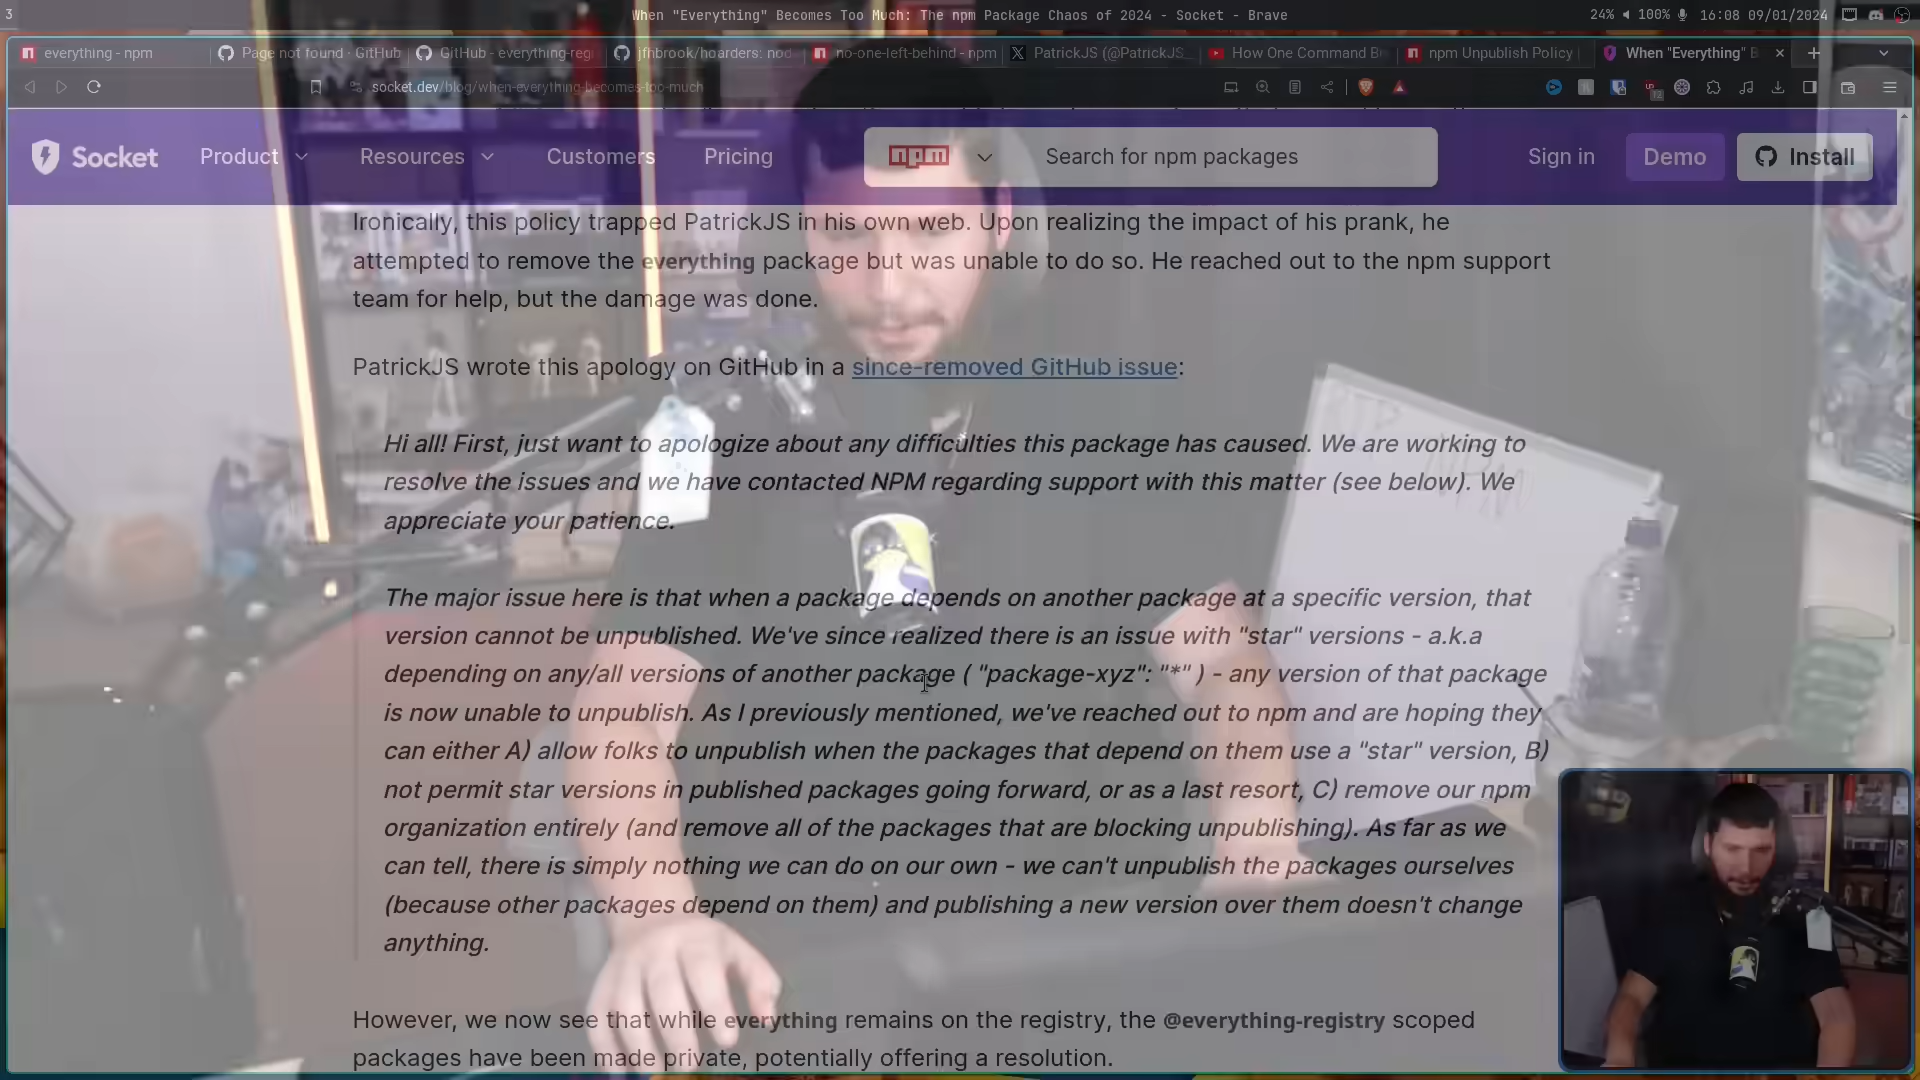 3
When "Everything" Becomes Too Much: The npm Package Chaos of 2024 - Socket - Brave
24% 100% 16:08 09/01/2024
everything - npm
Page not found · GitHub
GitHub - everything-regi
jfhbrook/hoarders: nod
no-one-left-behind - npm
PatrickJS (@PatrickJS_
How One Command B
npm Unpublish Policy
When "Everything" B
socket.dev/blog/when-everything-becomes-too-much
Socket
Product
Resources
Customers
Pricing
npm
Search for npm packages
Sign in
Demo
Install
Ironically, this policy trapped PatrickJS in his own web. Upon realizing the impact of his prank, he
attempted to remove the everything package but was unable to do so. He reached out to the npm support
team for help, but the damage was done.
PatrickJS wrote this apology on GitHub in a since-removed GitHub issue:
Hi all! First, just want to apologize about any difficulties this package has caused. We are working to
resolve the issues and we have contacted NPM regarding support with this matter (see below). We
appreciate your patience.
The major issue here is that when a package depends on another package at a specific version, that
version cannot be unpublished. We've since realized there is an issue with "star" versions - a.k.a
depending on any/all versions of another package ( "package-xyz": "*" ) - any version of that package
is now unable to unpublish. As I previously mentioned, we've reached out to npm and are hoping they
can either A) allow folks to unpublish when the packages that depend on them use a "star" version, B)
not permit star versions in published packages going forward, or as a last resort, C) remove our npm
organization entirely (and remove all of the packages that are blocking unpublishing). As far as we
can tell, there is simply nothing we can do on our own - we can't unpublish the packages ourselves
(because other packages depend on them) and publishing a new version over them doesn't change
anything.
However, we now see that while everything remains on the registry, the @everything-registry scoped
packages have been made private, potentially offering a resolution.